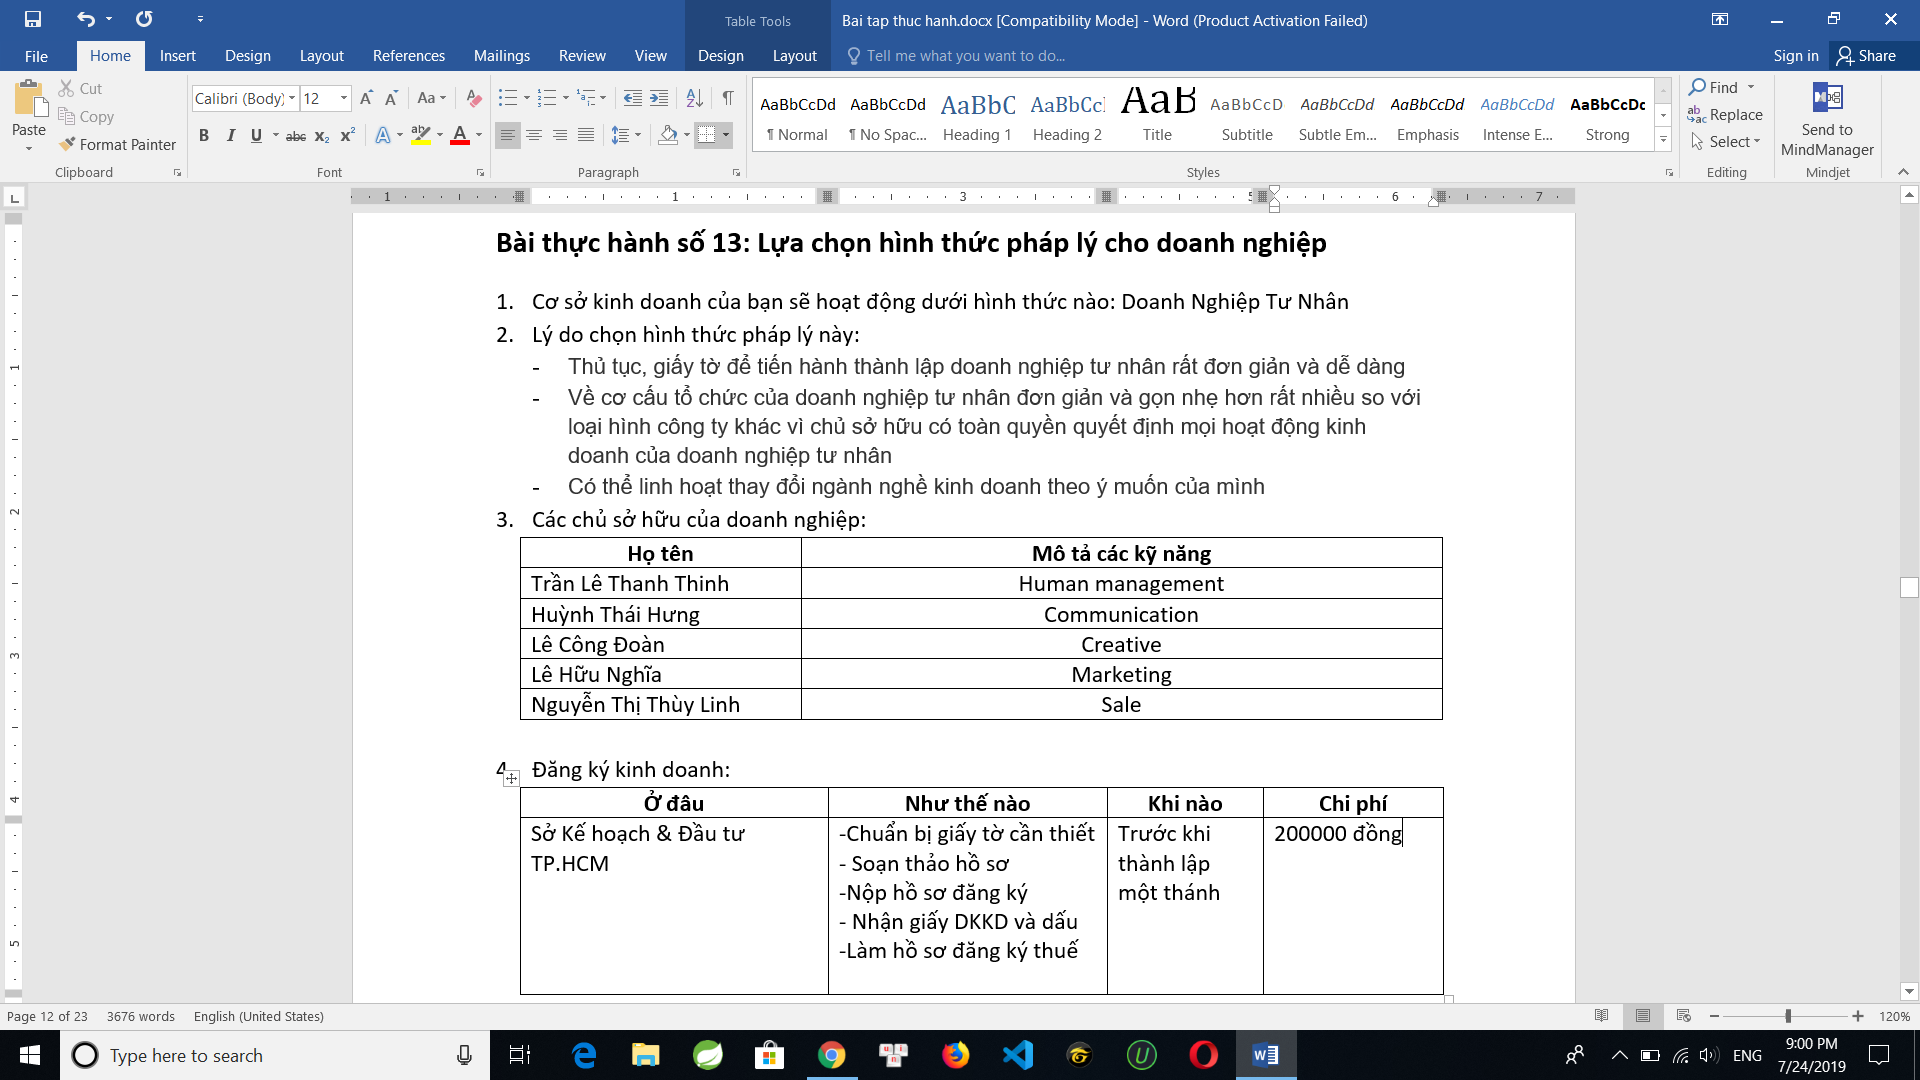 Table Tools
Bai tap thuc hanh.docx [Compatibility Mode] - Word (Product Activation Failed)
File Home Insert Design Layout References Mailings Review View Design Layout Tell me what you want to do... Sign in Share
Paste
Cut
Copy
Format Painter
Clipboard
Calibri (Body) 12
Font
Paragraph
AaBbCcDd AaBbCcDd AaBbC AaBbCc AaB AaBbCcD AaBbCcDd AaBbCcDd AaBbCcDd AaBbCcDc
¶ Normal ¶ No Spac... Heading 1 Heading 2 Title Subtitle Subtle Em... Emphasis Intense E... Strong
Styles
Find
Replace
Select
Editing
Send to
MindManager
Mindjet
1 1 3 5 6 7
Bài thực hành số 13: Lựa chọn hình thức pháp lý cho doanh nghiệp
1. Cơ sở kinh doanh của bạn sẽ hoạt động dưới hình thức nào: Doanh Nghiệp Tư Nhân
2. Lý do chọn hình thức pháp lý này:
- Thủ tục, giấy tờ để tiến hành thành lập doanh nghiệp tư nhân rất đơn giản và dễ dàng
- Về cơ cấu tổ chức của doanh nghiệp tư nhân đơn giản và gọn nhẹ hơn rất nhiều so với
loại hình công ty khác vì chủ sở hữu có toàn quyền quyết định mọi hoạt động kinh
doanh của doanh nghiệp tư nhân
- Có thể linh hoạt thay đổi ngành nghề kinh doanh theo ý muốn của mình
3. Các chủ sở hữu của doanh nghiệp:
Họ tên Mô tả các kỹ năng
Trần Lê Thanh Thinh Human management
Huỳnh Thái Hưng Communication
Lê Công Đoàn Creative
Lê Hữu Nghĩa Marketing
Nguyễn Thị Thùy Linh Sale
4. Đăng ký kinh doanh:
Ở đâu Như thế nào Khi nào Chi phí
Sở Kế hoạch & Đầu tư -Chuẩn bị giấy tờ cần thiết Trước khi 200000 đồng
TP.HCM - Soạn thảo hồ sơ thành lập
-Nộp hồ sơ đăng ký một thánh
- Nhận giấy DKKD và dấu
-Làm hồ sơ đăng ký thuế
Page 12 of 23 3676 words English (United States) 120%
Type here to search
ENG
9:00 PM
7/24/2019